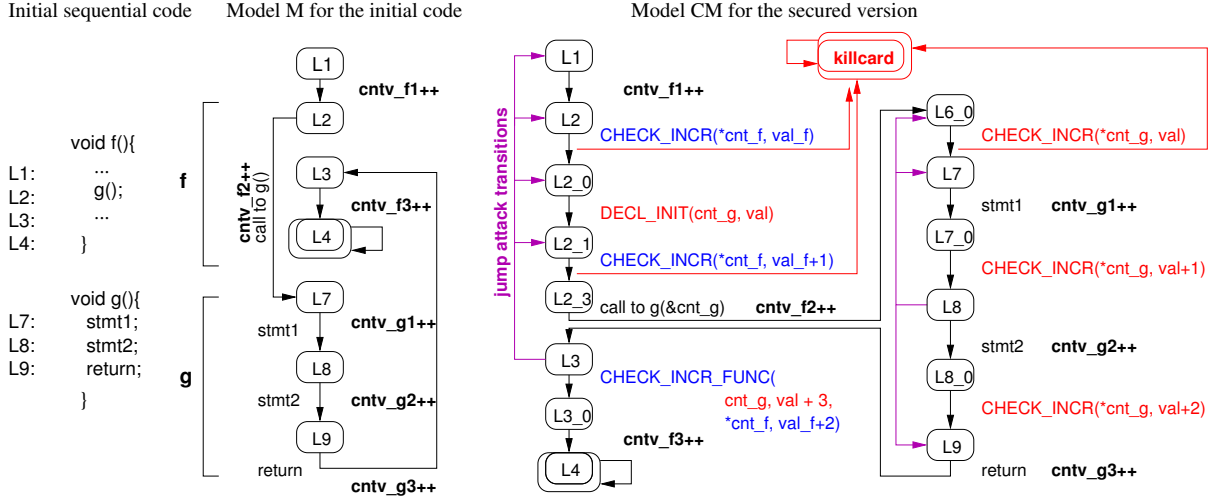 Initial sequential code
Model M for the initial code
Model CM for the secured version
void f(){
L1: ...
L2: g();
L3: ...
L4: }
f
void g(){
L7: stmt1;
L8: stmt2;
L9: return;
}
g
L1
cntv_f1++
L2
cntv_f2++
call to g()
L3
cntv_f3++
L4
L7
cntv_g1++
stmt1
L8
stmt2
cntv_g2++
L9
return
cntv_g3++
jump attack transitions
L1
cntv_f1++
L2
CHECK_INCR(*cnt_f, val_f)
L2_0
DECL_INIT(cnt_g, val)
L2_1
CHECK_INCR(*cnt_f, val_f+1)
L2_3
call to g(&cnt_g)
cntv_f2++
L3
CHECK_INCR_FUNC(
cnt_g, val + 3,
*cnt_f, val_f+2)
L3_0
cntv_f3++
L4
killcard
L6_0
CHECK_INCR(*cnt_g, val)
L7
stmt1
cntv_g1++
L7_0
CHECK_INCR(*cnt_g, val+1)
L8
stmt2
cntv_g2++
L8_0
CHECK_INCR(*cnt_g, val+2)
L9
return
cntv_g3++